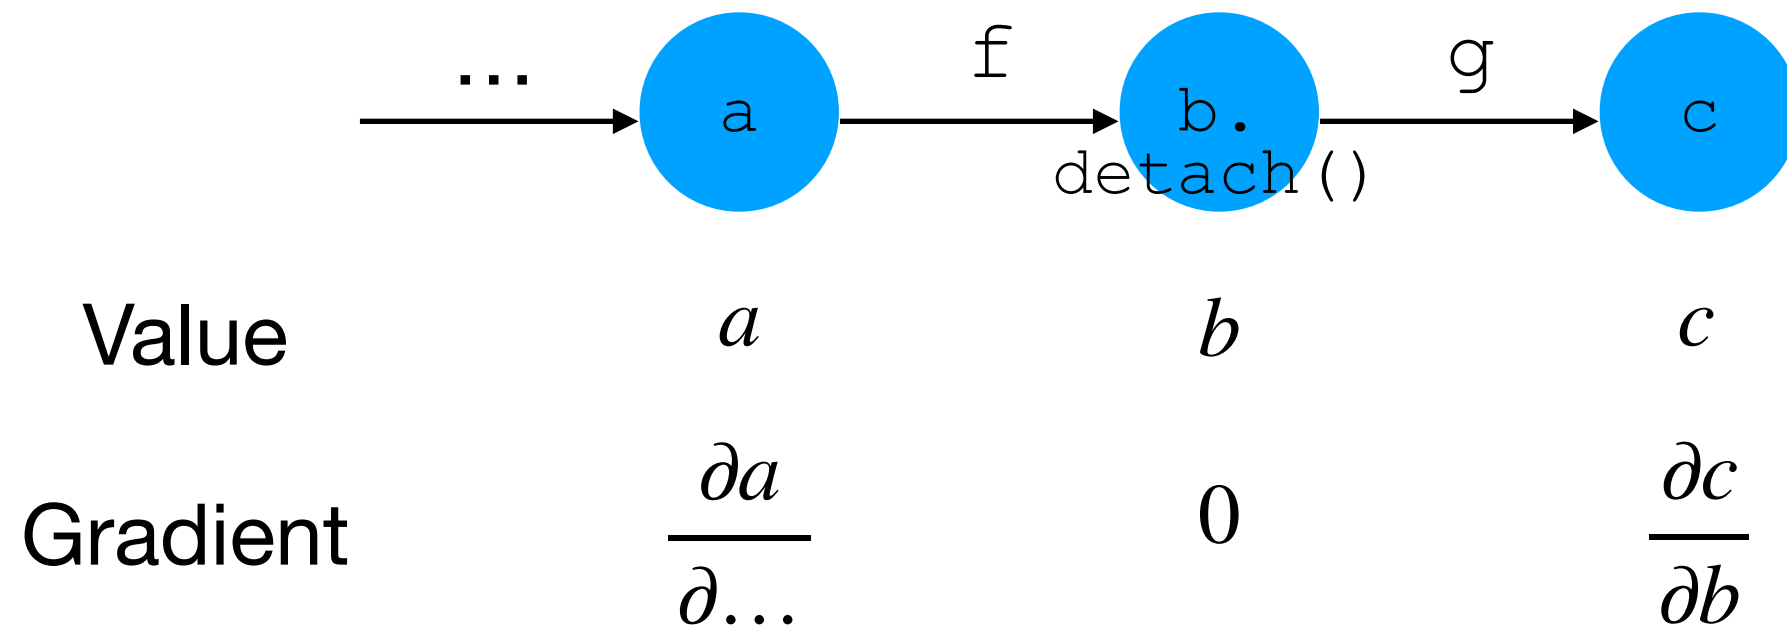 ... f g
a b. c
detach()
Value a b c
Gradient ∂a/∂… 0 ∂c/∂b